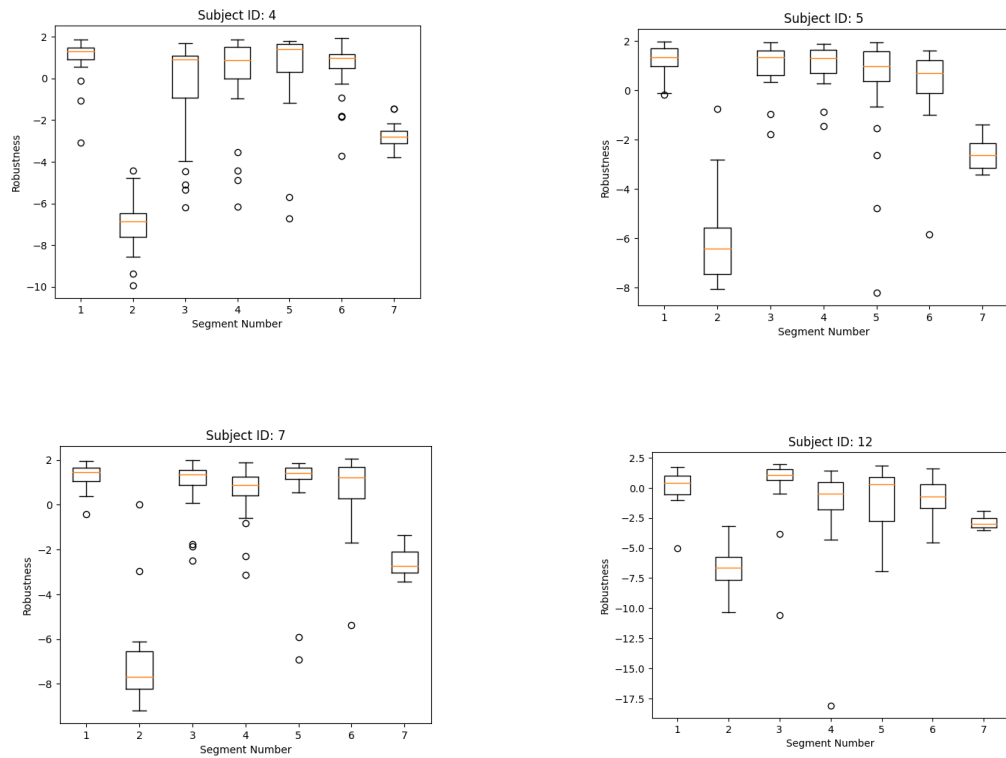 Subject ID: 4
2
0
−2
−4
−6
−8
−10
Robustness
1 2 3 4 5 6 7
Segment Number
Subject ID: 5
2
0
−2
−4
−6
−8
Robustness
1 2 3 4 5 6 7
Segment Number
Subject ID: 7
2
0
−2
−4
−6
−8
Robustness
1 2 3 4 5 6 7
Segment Number
Subject ID: 12
2.5
0.0
−2.5
−5.0
−7.5
−10.0
−12.5
−15.0
−17.5
Robustness
1 2 3 4 5 6 7
Segment Number